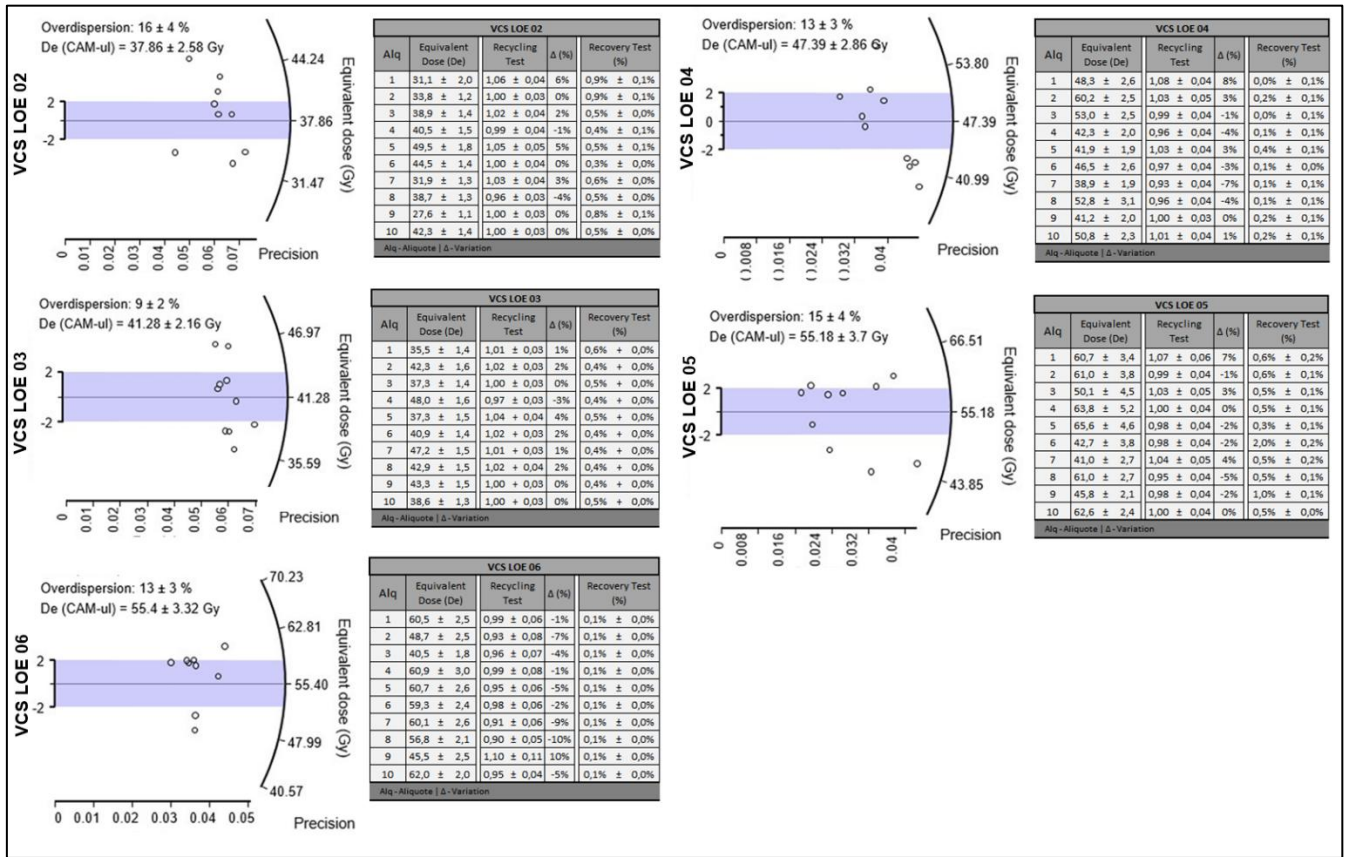 VCS LOE 02
Overdispersion: 16 ± 4 %
De (CAM-ul) = 37.86 ± 2.58 Gy
2
-2
44.24
37.86
31.47
Equivalent dose (Gy)
0 0.01 0.02 0.03 0.04 0.05 0.06 0.07
Precision
VCS LOE 02
Alq Equivalent Dose (De) Recycling Test Δ (%) Recovery Test (%)
1 31,1 ± 2,0 1,06 ± 0,04 6% 0,9% ± 0,1%
2 33,8 ± 1,2 1,00 ± 0,03 0% 0,9% ± 0,1%
3 38,9 ± 1,4 1,02 ± 0,04 2% 0,5% ± 0,0%
4 40,5 ± 1,5 0,99 ± 0,04 -1% 0,4% ± 0,1%
5 49,5 ± 1,8 1,05 ± 0,05 5% 0,5% ± 0,1%
6 44,5 ± 1,4 1,00 ± 0,04 0% 0,3% ± 0,0%
7 31,9 ± 1,3 1,03 ± 0,04 3% 0,6% ± 0,0%
8 38,7 ± 1,3 0,96 ± 0,03 -4% 0,5% ± 0,1%
9 27,6 ± 1,1 1,00 ± 0,03 0% 0,8% ± 0,1%
10 42,3 ± 1,4 1,00 ± 0,03 0% 0,5% ± 0,0%
Alq - Aliquote | Δ - Variation
VCS LOE 04
Overdispersion: 13 ± 3 %
De (CAM-ul) = 47.39 ± 2.86 Gy
2
0
-2
53.80
47.39
40.99
Equivalent dose (Gy)
0 0.008 0.016 0.024 0.032 0.04
Precision
VCS LOE 04
Alq Equivalent Dose (De) Recycling Test Δ (%) Recovery Test (%)
1 48,3 ± 2,6 1,08 ± 0,04 8% 0,0% ± 0,1%
2 60,2 ± 2,5 1,03 ± 0,05 3% 0,2% ± 0,1%
3 53,0 ± 2,5 0,99 ± 0,04 -1% 0,0% ± 0,1%
4 42,3 ± 2,0 0,96 ± 0,04 -4% 0,1% ± 0,1%
5 41,9 ± 1,9 1,03 ± 0,04 3% 0,4% ± 0,1%
6 46,5 ± 2,6 0,97 ± 0,04 -3% 0,1% ± 0,0%
7 38,9 ± 1,9 0,93 ± 0,04 -7% 0,1% ± 0,1%
8 52,8 ± 3,1 0,96 ± 0,04 -4% 0,1% ± 0,1%
9 41,2 ± 2,0 1,00 ± 0,03 0% 0,2% ± 0,1%
10 50,8 ± 2,3 1,01 ± 0,04 1% 0,2% ± 0,1%
Alq - Aliquote | Δ - Variation
VCS LOE 03
Overdispersion: 9 ± 2 %
De (CAM-ul) = 41.28 ± 2.16 Gy
2
-2
46.97
41.28
35.59
Equivalent dose (Gy)
0 0.01 0.02 0.03 0.04 0.05 0.06 0.07
Precision
VCS LOE 03
Alq Equivalent Dose (De) Recycling Test Δ (%) Recovery Test (%)
1 35,5 ± 1,4 1,01 ± 0,03 1% 0,6% + 0,0%
2 42,3 ± 1,6 1,02 ± 0,03 2% 0,4% + 0,0%
3 37,3 ± 1,4 1,00 ± 0,03 0% 0,5% + 0,0%
4 48,0 ± 1,6 0,97 ± 0,03 -3% 0,4% + 0,0%
5 37,3 ± 1,5 1,04 + 0,04 4% 0,5% + 0,0%
6 40,9 ± 1,4 1,02 + 0,03 2% 0,4% + 0,0%
7 47,2 ± 1,5 1,01 + 0,03 1% 0,4% + 0,0%
8 42,9 ± 1,5 1,02 + 0,04 2% 0,4% + 0,0%
9 43,3 ± 1,5 1,00 + 0,03 0% 0,4% + 0,0%
10 38,6 ± 1,3 1,00 + 0,03 0% 0,5% + 0,0%
Alq - Aliquote | Δ - Variation
VCS LOE 05
Overdispersion: 15 ± 4 %
De (CAM-ul) = 55.18 ± 3.7 Gy
2
-2
66.51
55.18
43.85
Equivalent dose (Gy)
0 0.008 0.016 0.024 0.032 0.04
Precision
VCS LOE 05
Alq Equivalent Dose (De) Recycling Test Δ (%) Recovery Test (%)
1 60,7 ± 3,4 1,07 ± 0,06 7% 0,6% ± 0,2%
2 61,0 ± 3,8 0,99 ± 0,04 -1% 0,6% ± 0,1%
3 50,1 ± 4,5 1,03 ± 0,05 3% 0,5% ± 0,1%
4 63,8 ± 5,2 1,00 ± 0,04 0% 0,5% ± 0,1%
5 65,6 ± 4,6 0,98 ± 0,04 -2% 0,3% ± 0,1%
6 42,7 ± 3,8 0,98 ± 0,04 -2% 2,0% ± 0,2%
7 41,0 ± 2,7 1,04 ± 0,05 4% 0,5% ± 0,2%
8 61,0 ± 2,7 0,95 ± 0,04 -5% 0,5% ± 0,1%
9 45,8 ± 2,1 0,98 ± 0,04 -2% 1,0% ± 0,1%
10 62,6 ± 2,4 1,00 ± 0,04 0% 0,5% ± 0,0%
Alq - Aliquote | Δ - Variation
VCS LOE 06
Overdispersion: 13 ± 3 %
De (CAM-ul) = 55.4 ± 3.32 Gy
2
-2
70.23
62.81
55.40
47.99
40.57
Equivalent dose (Gy)
0 0.01 0.02 0.03 0.04 0.05
Precision
VCS LOE 06
Alq Equivalent Dose (De) Recycling Test Δ (%) Recovery Test (%)
1 60,5 ± 2,5 0,99 ± 0,06 -1% 0,1% ± 0,0%
2 48,7 ± 2,5 0,93 ± 0,08 -7% 0,1% ± 0,0%
3 40,5 ± 1,8 0,96 ± 0,07 -4% 0,1% ± 0,0%
4 60,9 ± 3,0 0,99 ± 0,08 -1% 0,1% ± 0,0%
5 60,7 ± 2,6 0,95 ± 0,06 -5% 0,1% ± 0,0%
6 59,3 ± 2,4 0,98 ± 0,06 -2% 0,1% ± 0,0%
7 60,1 ± 2,6 0,91 ± 0,06 -9% 0,1% ± 0,0%
8 56,8 ± 2,1 0,90 ± 0,05 -10% 0,1% ± 0,0%
9 45,5 ± 2,5 1,10 ± 0,11 10% 0,1% ± 0,0%
10 62,0 ± 2,0 0,95 ± 0,04 -5% 0,1% ± 0,0%
Alq - Aliquote | Δ - Variation